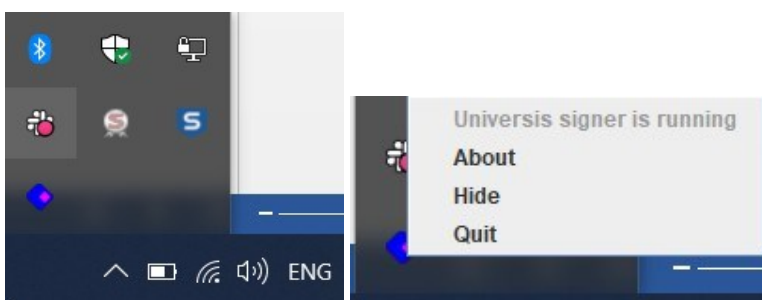 ENG
Universis signer is running
About
Hide
Quit